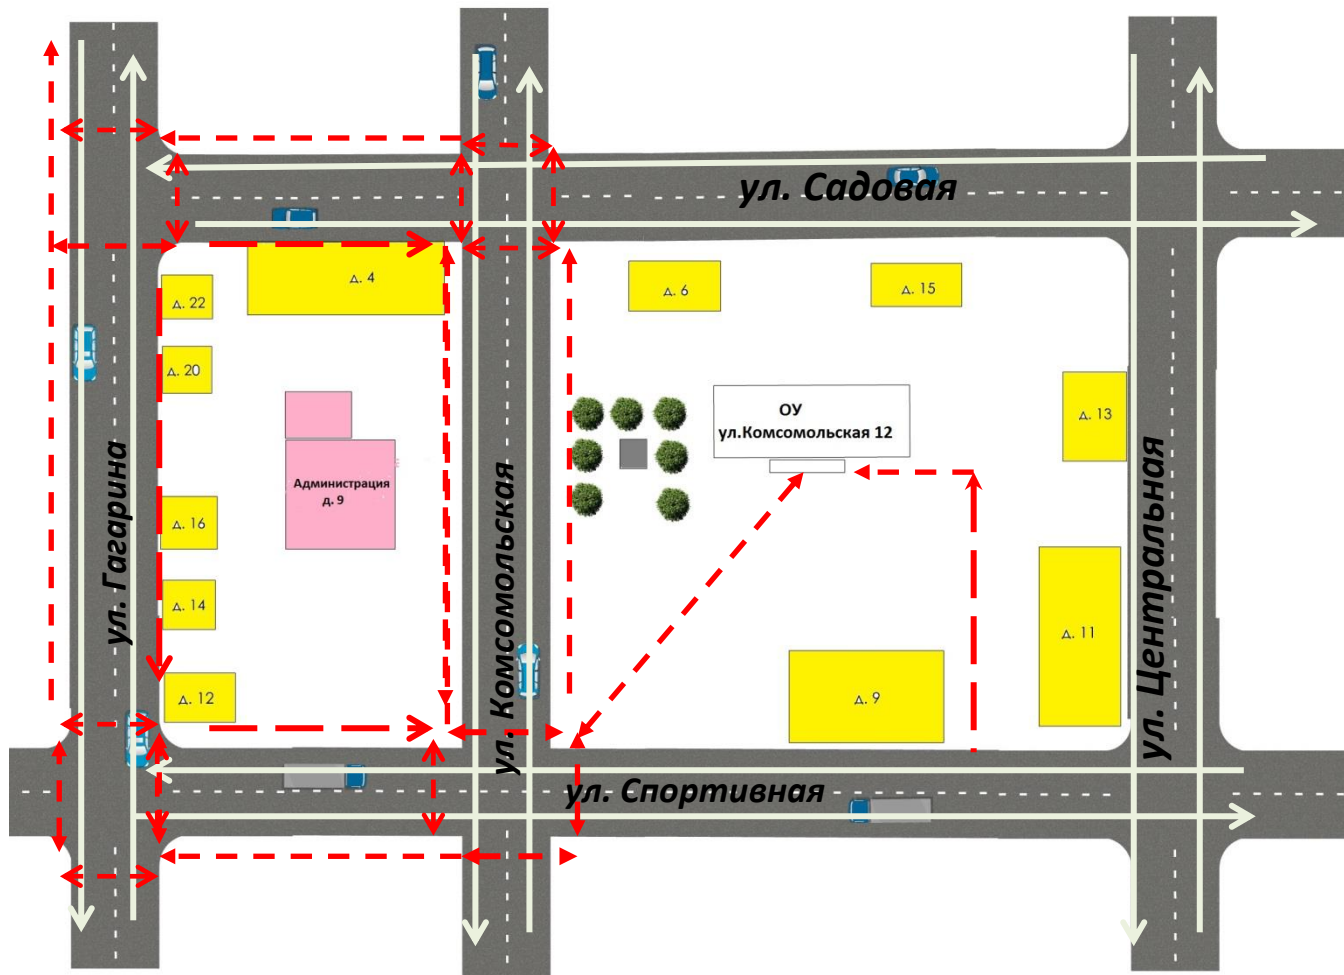 ул. Садовая
д. 4
д. 6
д. 15
д. 22
д. 20
ОУ
ул.Комсомольская 12
д. 13
Администрация
д. 9
ул. Гагарина
ул. Комсомольская
ул. Центральная
д. 16
д. 14
д. 11
д. 12
д. 9
ул. Спортивная